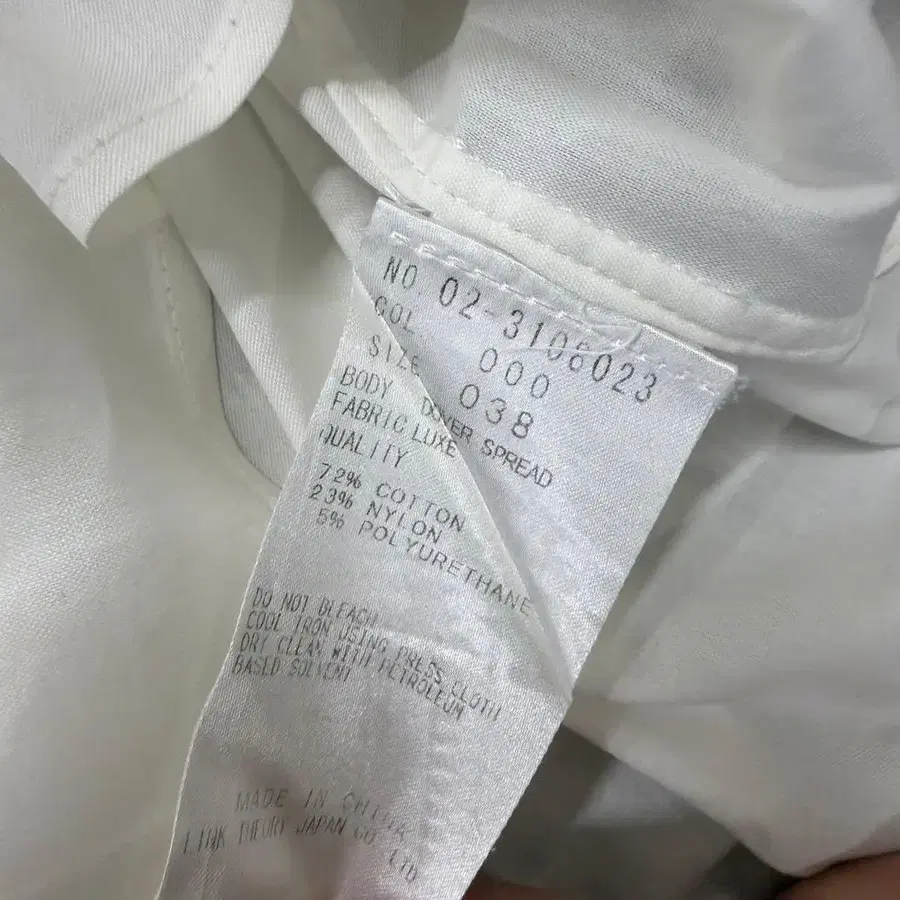 NO 02-3108023
COL 000
SIZE 038
BODY DOVER SPREAD
FABRIC LUXE
QUALITY
72% COTTON
23% NYLON
5% POLYURETHANE
DO NOT BLEACH
COOL IRON USING PRESS CLOTH
DRY CLEAN WITH PETROLEUM
BASED SOLVENT
MADE IN CHINA
LINK THEORY JAPAN CO LTD